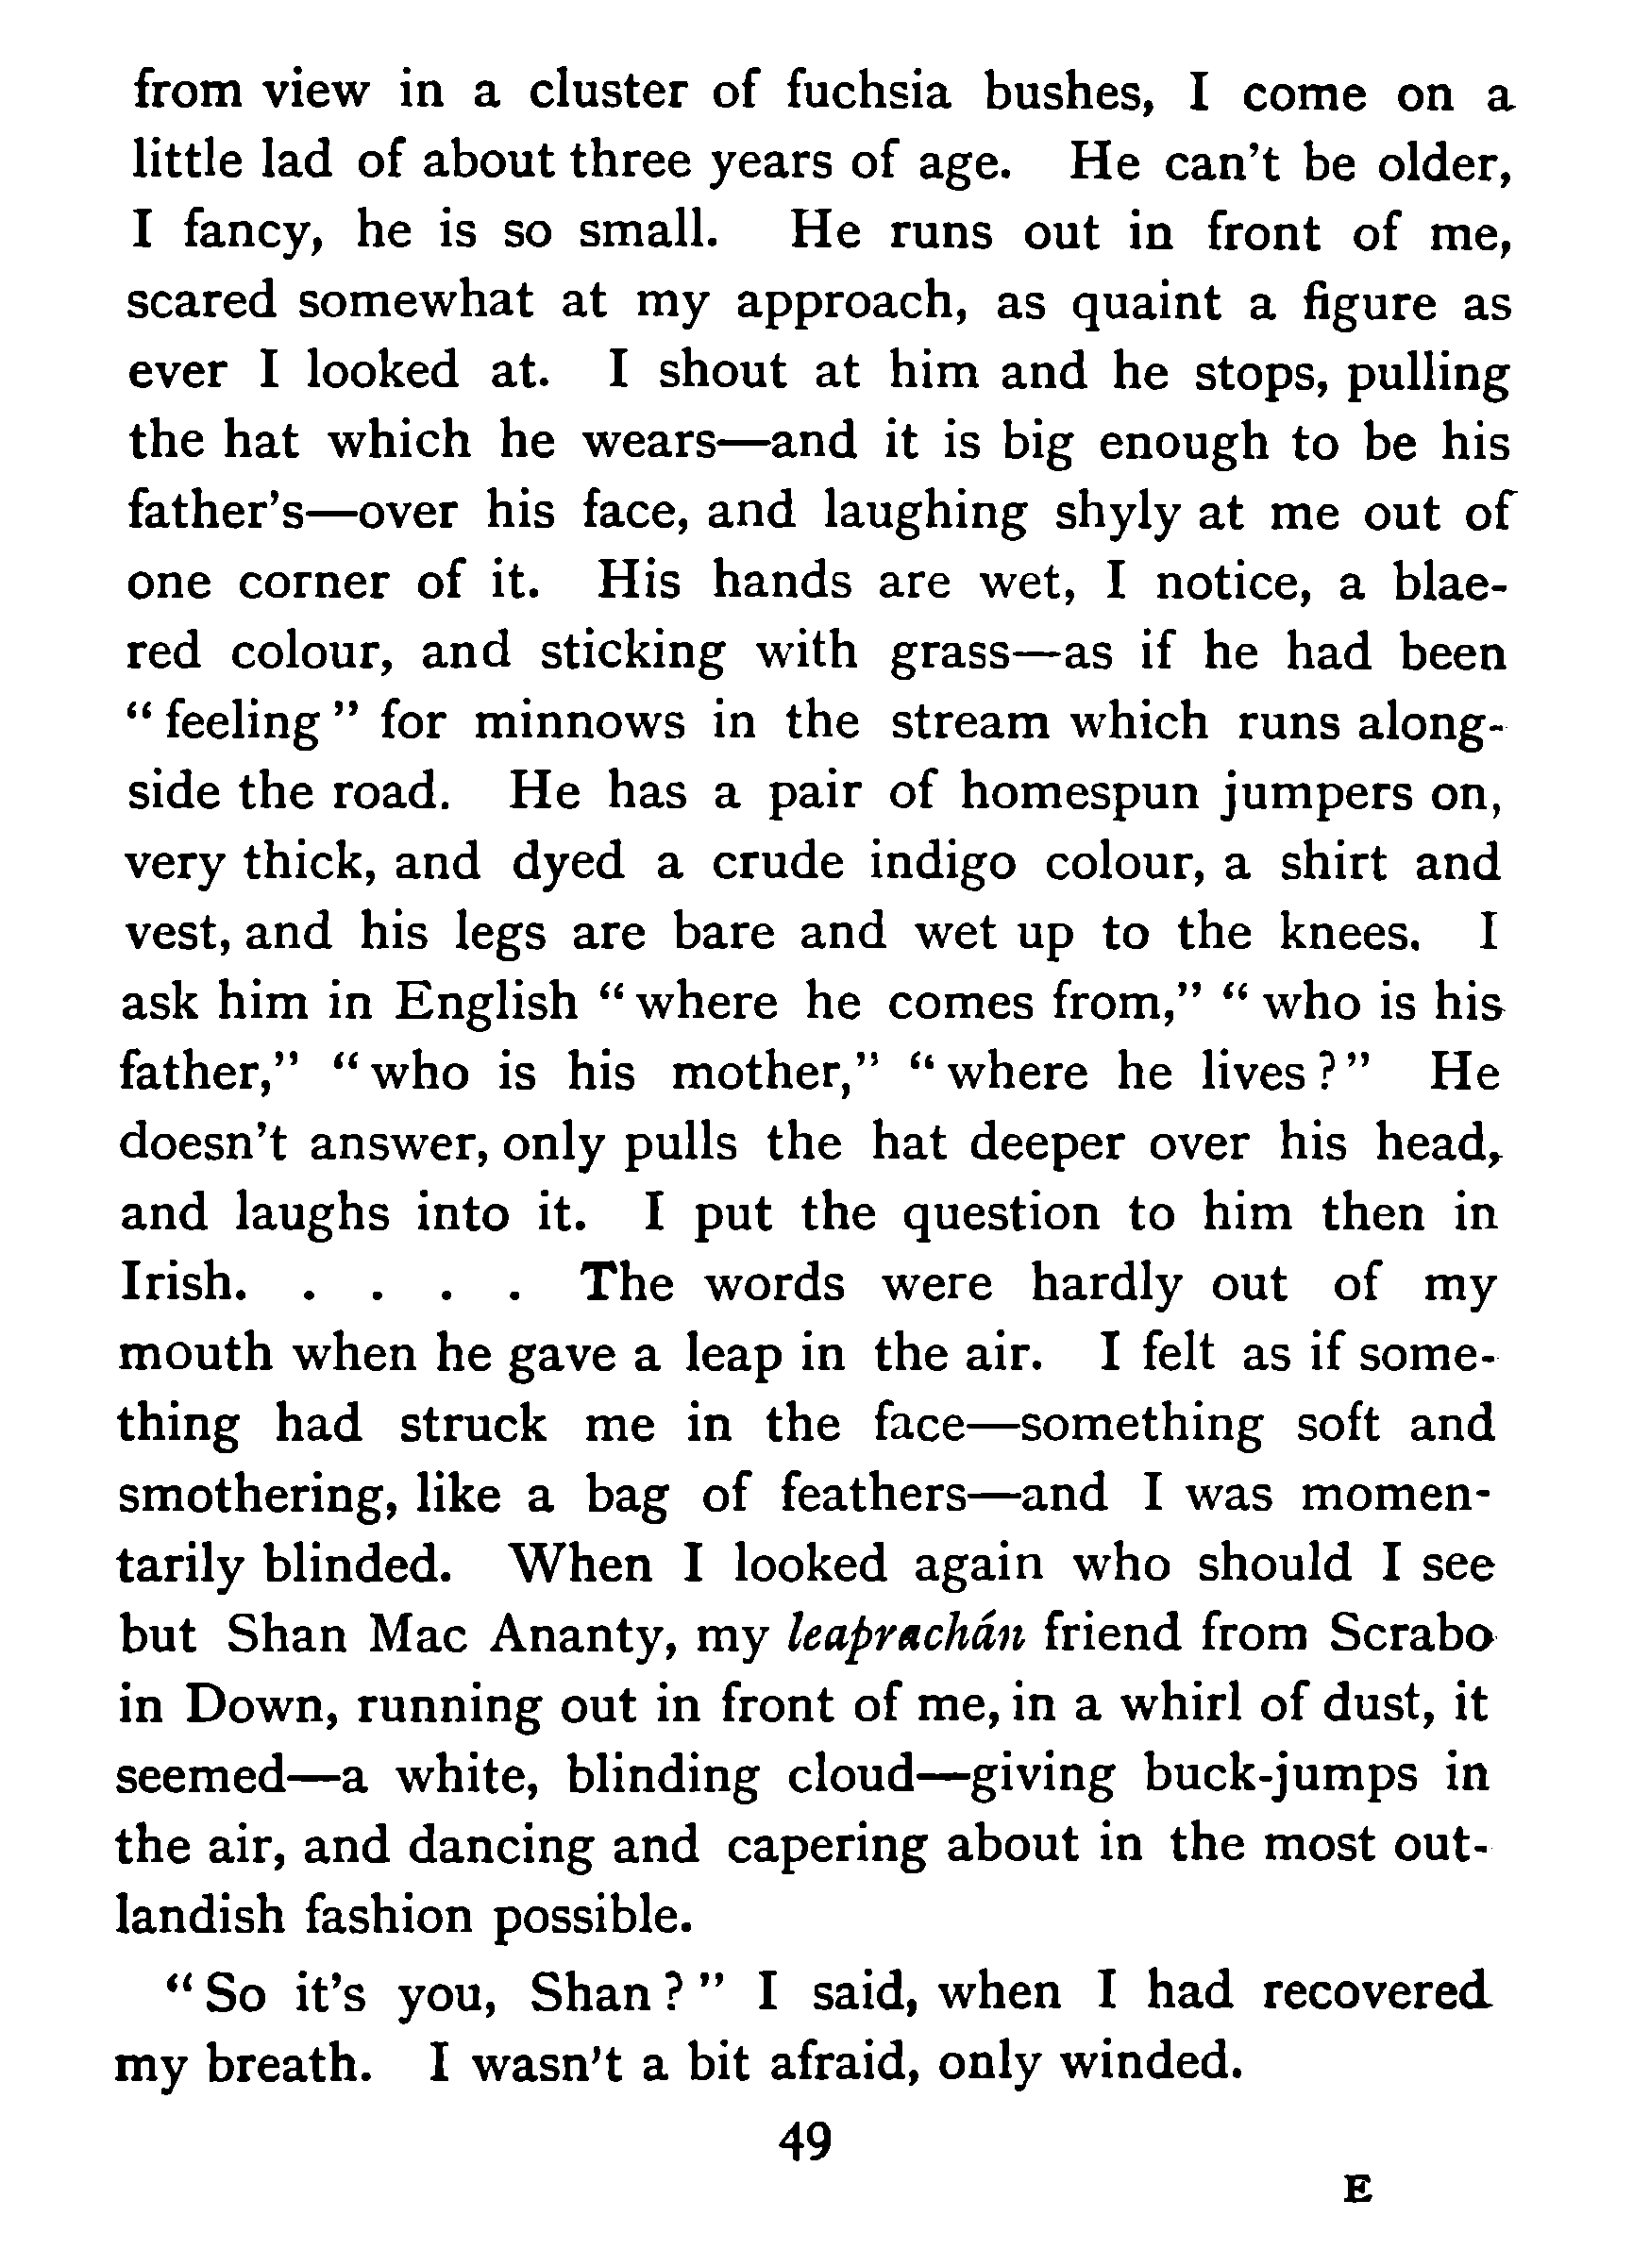 from view in a cluster of fuchsia bushes, I come on a
little lad of about three years of age. He can't be older,
I fancy, he is so small. He runs out in front of me,
scared somewhat at my approach, as quaint a figure as
ever I looked at. I shout at him and he stops, pulling
the hat which he wears—and it is big enough to be his
father's—over his face, and laughing shyly at me out of
one corner of it. His hands are wet, I notice, a blae-
red colour, and sticking with grass—as if he had been
“ feeling ” for minnows in the stream which runs along-
side the road. He has a pair of homespun jumpers on,
very thick, and dyed a crude indigo colour, a shirt and
vest, and his legs are bare and wet up to the knees. I
ask him in English “ where he comes from,” “ who is his
father,” “ who is his mother,” “ where he lives ? ” He
doesn't answer, only pulls the hat deeper over his head,
and laughs into it. I put the question to him then in
Irish. . . . . The words were hardly out of my
mouth when he gave a leap in the air. I felt as if some-
thing had struck me in the face—something soft and
smothering, like a bag of feathers—and I was momen-
tarily blinded. When I looked again who should I see
but Shan Mac Ananty, my leaprachán friend from Scrabo
in Down, running out in front of me, in a whirl of dust, it
seemed—a white, blinding cloud—giving buck-jumps in
the air, and dancing and capering about in the most out-
landish fashion possible.
“ So it's you, Shan ? ” I said, when I had recovered
my breath. I wasn't a bit afraid, only winded.
49
E